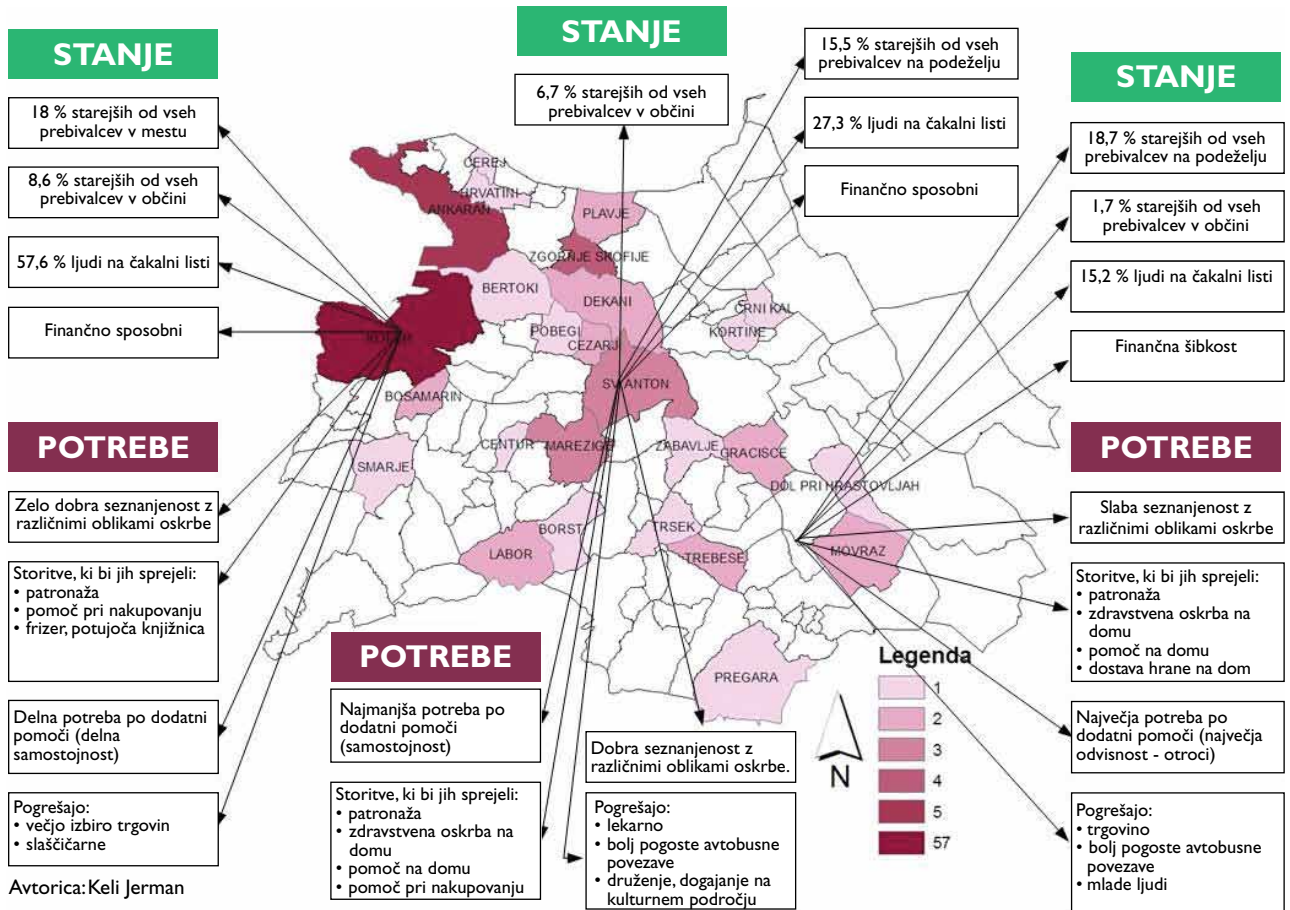 STANJE
18 % starejših od vseh
prebivalcev v mestu
8,6 % starejših od vseh
prebivalcev v občini
57,6 % ljudi na čakalni listi
Finančno sposobni
POTREBE
Zelo dobra seznanjenost z
različnimi oblikami oskrbe
Storitve, ki bi jih sprejeli:
• patronaža
• pomoč pri nakupovanju
• frizer, potujoča knjižnica
Delna potreba po dodatni
pomoči (delna
samostojnost)
Pogrešajo:
• večjo izbiro trgovin
• slaščičarne
Avtorica: Keli Jerman
STANJE
6,7 % starejših od vseh
prebivalcev v občini
15,5 % starejših od vseh
prebivalcev na podeželju
27,3 % ljudi na čakalni listi
Finančno sposobni
POTREBE
Najmanjša potreba po
dodatni pomoči
(samostojnost)
Storitve, ki bi jih sprejeli:
• patronaža
• zdravstvena oskrba na
domu
• pomoč na domu
• pomoč pri nakupovanju
Dobra seznanjenost z
različnimi oblikami oskrbe.
Pogrešajo:
• lekarno
• bolj pogoste avtobusne
povezave
• druženje, dogajanje na
kulturnem področju
STANJE
18,7 % starejših od vseh
prebivalcev na podeželju
1,7 % starejših od vseh
prebivalcev v občini
15,2 % ljudi na čakalni listi
Finančna šibkost
POTREBE
Slaba seznanjenost z
različnimi oblikami oskrbe
Storitve, ki bi jih sprejeli:
• patronaža
• zdravstvena oskrba na
domu
• pomoč na domu
• dostava hrane na dom
Največja potreba po
dodatni pomoči (največja
odvisnost - otroci)
Pogrešajo:
• trgovino
• bolj pogoste avtobusne
povezave
• mlade ljudi
CEREJ
HRVATINI
ANKARAN
PLAVJE
ZGORNJE SKOFIJE
BERTOKI
DEKANI
CRNI KAL
KORTINE
POBEGI
CEZARJI
KOPER
SV. ANTON
BOSAMARIN
CENTUR
MAREZIGE
ZABAVLJE
GRACISCE
SMARJE
DOL PRI HRASTOVLJAH
BORST
TRSEK
LABOR
TREBESE
MOVRAZ
PREGARA
Legenda
1
2
3
4
5
57
N